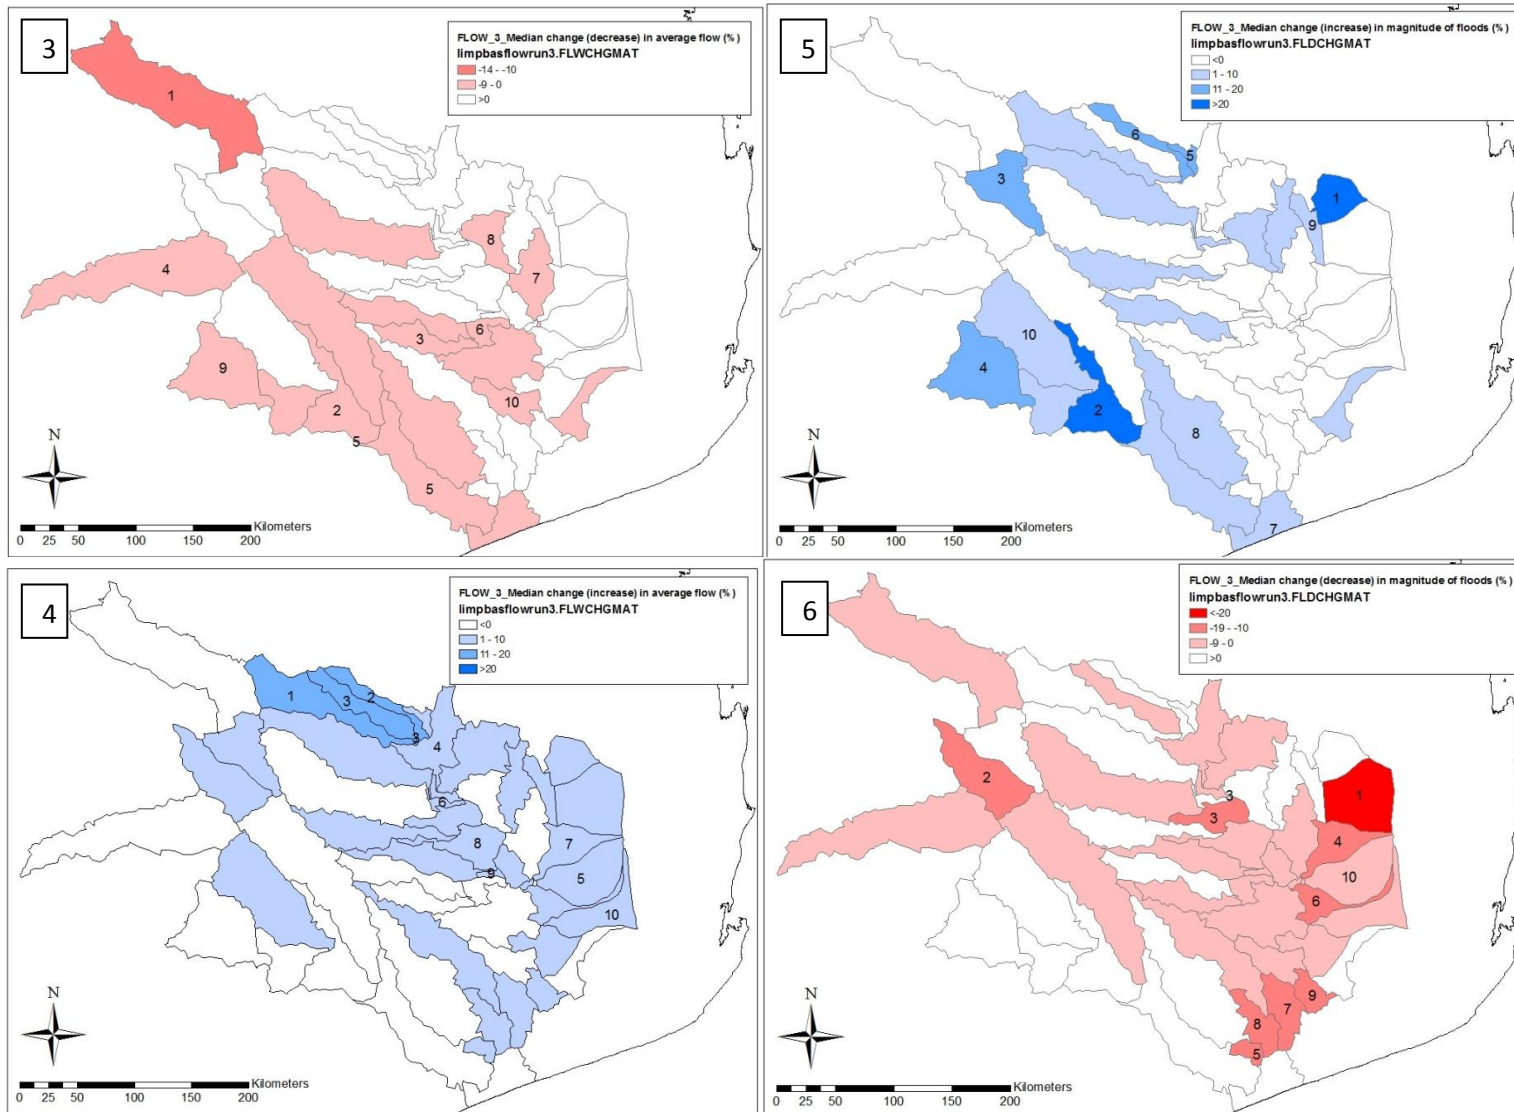 3
FLOW_3_Median change (decrease) in average flow (%)
limpbasflowrun3.FLWCHGMAT
-14 - -10
-9 - 0
>0
1
8
4
7
6
3
9
2
10
5
5
N
Kilometers
0 25 50 100 150 200
5
FLOW_3_Median change (increase) in magnitude of floods (%)
limpbasflowrun3.FLDCHGMAT
<0
1 - 10
11 - 20
>20
6
5
3
1
9
10
4
2
8
7
N
Kilometers
0 25 50 100 150 200
4
FLOW_3_Median change (increase) in average flow (%)
limpbasflowrun3.FLWCHGMAT
<0
1 - 10
11 - 20
>20
1
3
2
3
4
6
8
7
9
5
10
N
Kilometers
0 25 50 100 150 200
6
FLOW_3_Median change (decrease) in magnitude of floods (%)
limpbasflowrun3.FLDCHGMAT
<-20
-19 - -10
-9 - 0
>0
2
3
1
3
4
10
6
9
7
8
5
N
Kilometers
0 25 50 100 150 200